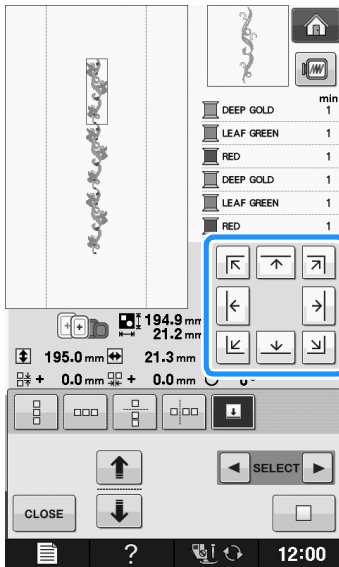 min
DEEP GOLD 1
LEAF GREEN 1
RED 1
DEEP GOLD 1
LEAF GREEN 1
RED 1
194.9 mm
21.2 mm
195.0 mm 21.3 mm
+ 0.0 mm + 0.0 mm 0°
SELECT
CLOSE
? 12:00